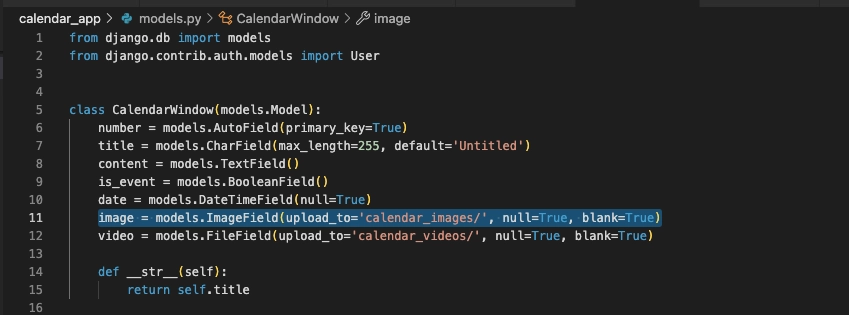 calendar_app > models.py > CalendarWindow > image
1 from django.db import models
2 from django.contrib.auth.models import User
3
4
5 class CalendarWindow(models.Model):
6 number = models.AutoField(primary_key=True)
7 title = models.CharField(max_length=255, default='Untitled')
8 content = models.TextField()
9 is_event = models.BooleanField()
10 date = models.DateTimeField(null=True)
11 image = models.ImageField(upload_to='calendar_images/', null=True, blank=True)
12 video = models.FileField(upload_to='calendar_videos/', null=True, blank=True)
13
14 def __str__(self):
15 return self.title
16